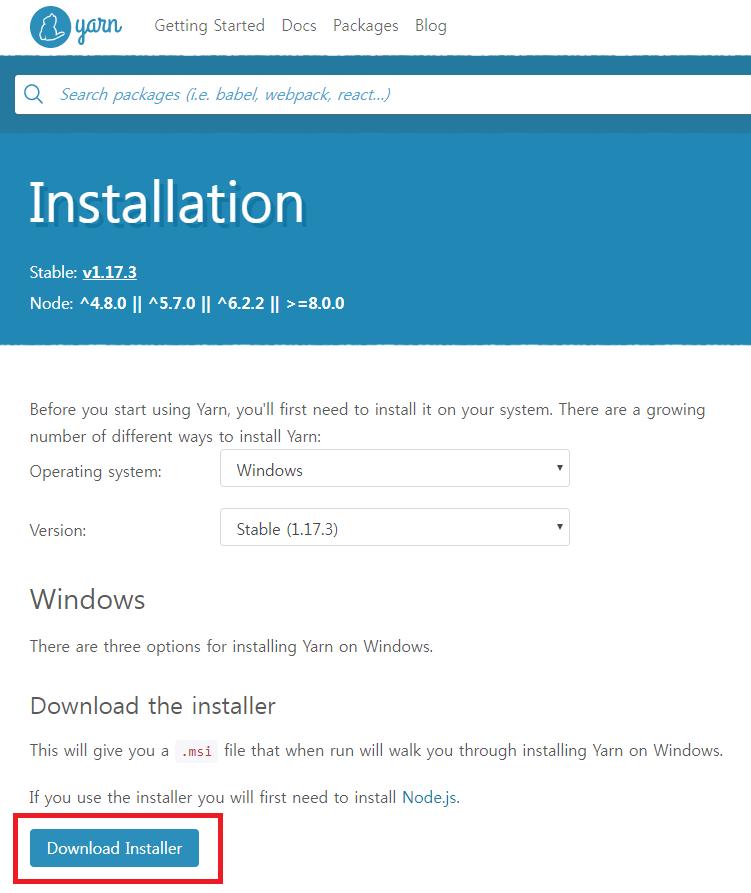 yarn Getting Started Docs Packages Blog
Search packages (i.e. babel, webpack, react...)
Installation
Stable: v1.17.3
Node: ^4.8.0 || ^5.7.0 || ^6.2.2 || >=8.0.0
Before you start using Yarn, you'll first need to install it on your system. There are a growing
number of different ways to install Yarn:
Operating system: Windows
Version: Stable (1.17.3)
Windows
There are three options for installing Yarn on Windows.
Download the installer
This will give you a .msi file that when run will walk you through installing Yarn on Windows.
If you use the installer you will first need to install Node.js.
Download Installer